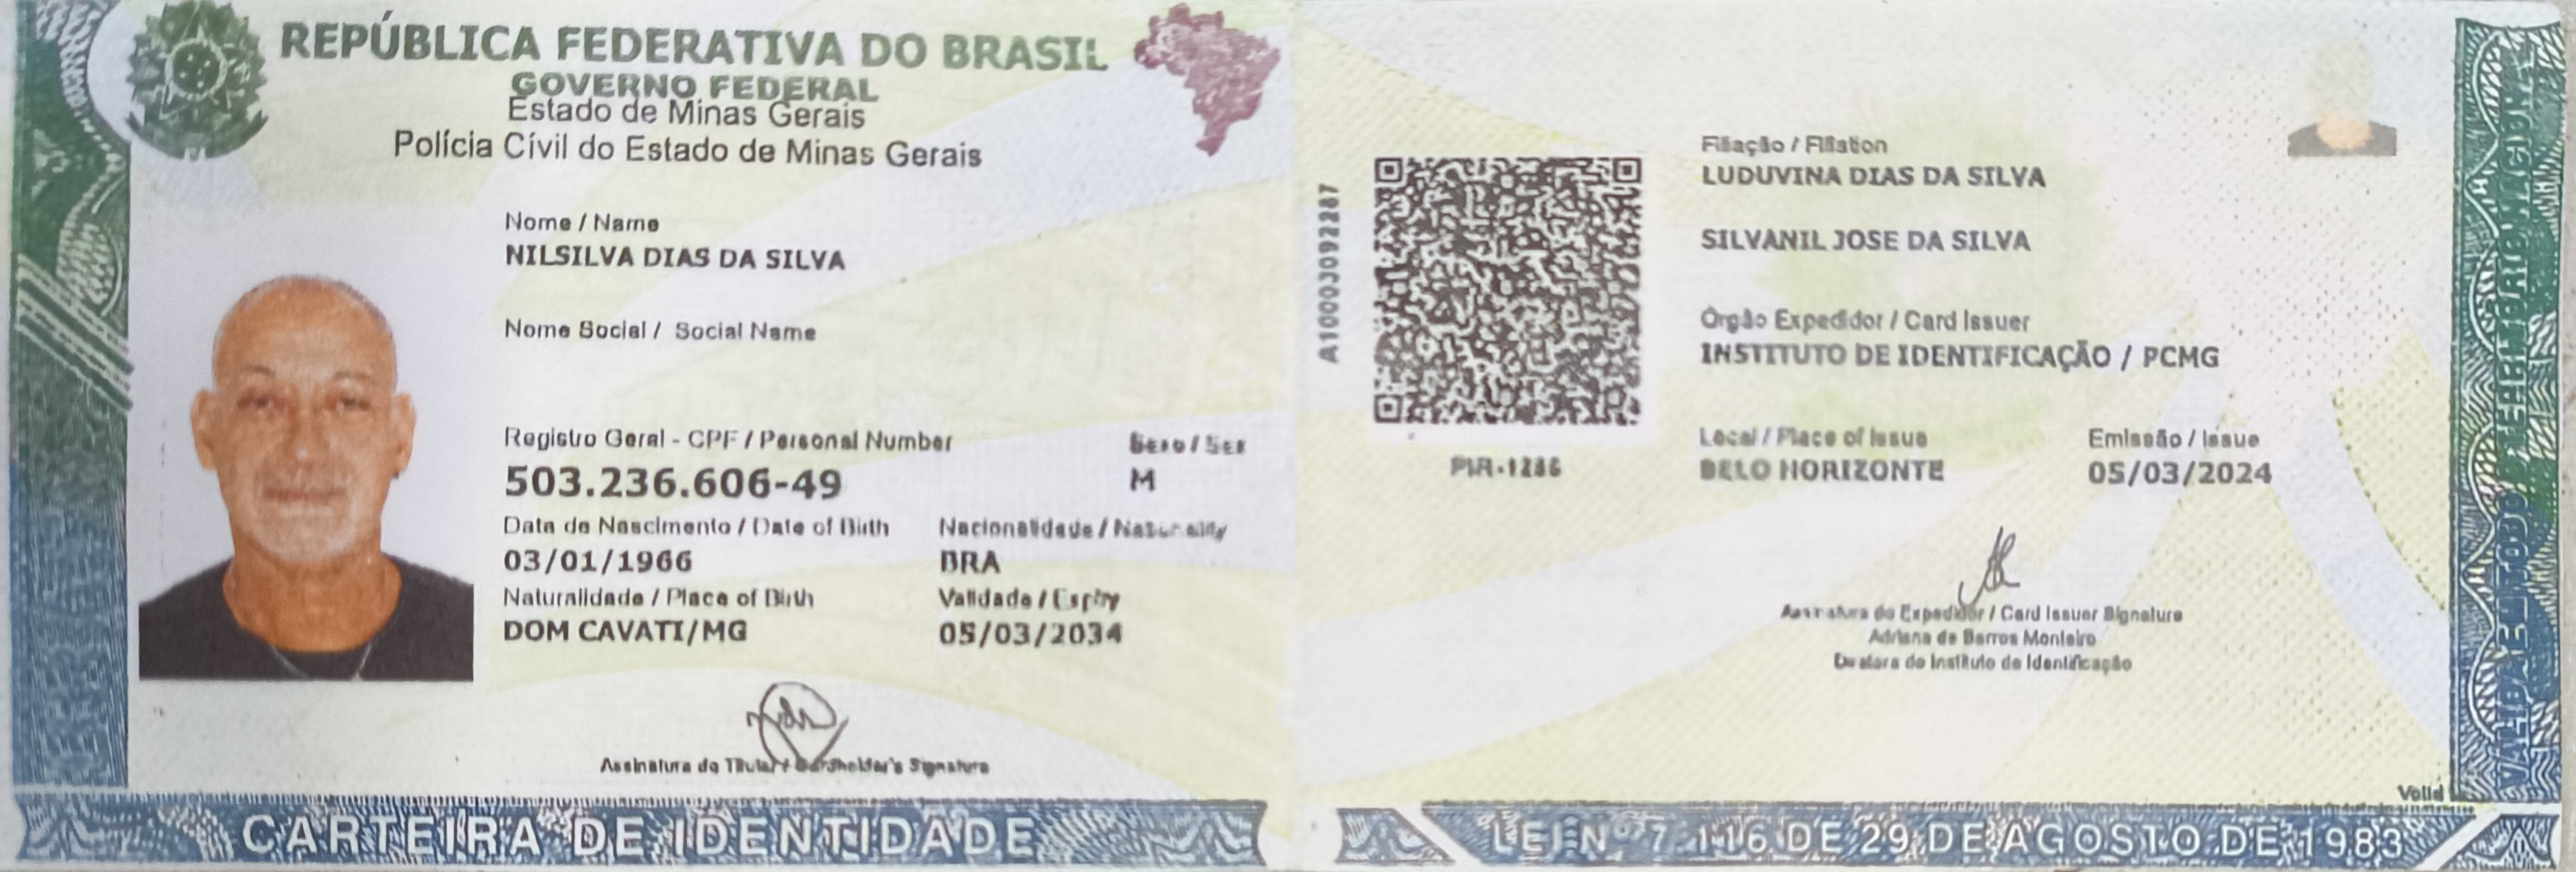 REPÚBLICA FEDERATIVA DO BRASIL
GOVERNO FEDERAL
Estado de Minas Gerais
Polícia Civil do Estado de Minas Gerais
Nome / Name
NILSILVA DIAS DA SILVA
Nome Social / Social Name
Registro Geral - CPF / Personal Number
Sexo / Sex
503.236.606-49
M
Data de Nascimento / Date of Birth
Nacionalidade /
03/01/1966
BRA
Naturalidade / Place of Birth
Validade / Expiry
DOM CAVATI/MG
05/03/2034
Assinatura do Titular / Cardholder's Signature
CARTEIRA DE IDENTIDADE
Filiação / Filiation
LUDUVINA DIAS DA SILVA
SILVANIL JOSE DA SILVA
Órgão Expedidor / Card Issuer
INSTITUTO DE IDENTIFICAÇÃO / PCMG
Local / Place of Issue
Emissão / Issue
BELO HORIZONTE
05/03/2024
Assinatura do Expedidor / Card Issuer Signature
Adriana de Barros Monteiro
Diretora do Instituto de Identificação
Valid
LEI Nº 7.116 DE 29 DE AGOSTO DE 1983